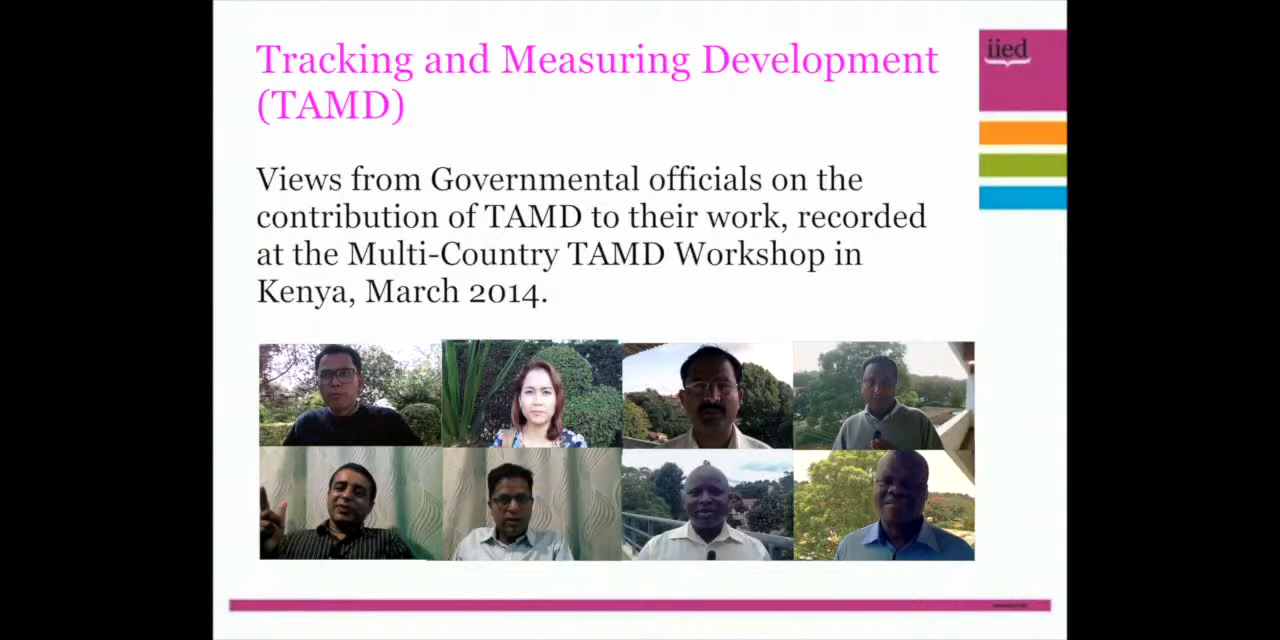 Tracking and Measuring Development
(TAMD)
iied
Views from Governmental officials on the
contribution of TAMD to their work, recorded
at the Multi-Country TAMD Workshop in
Kenya, March 2014.